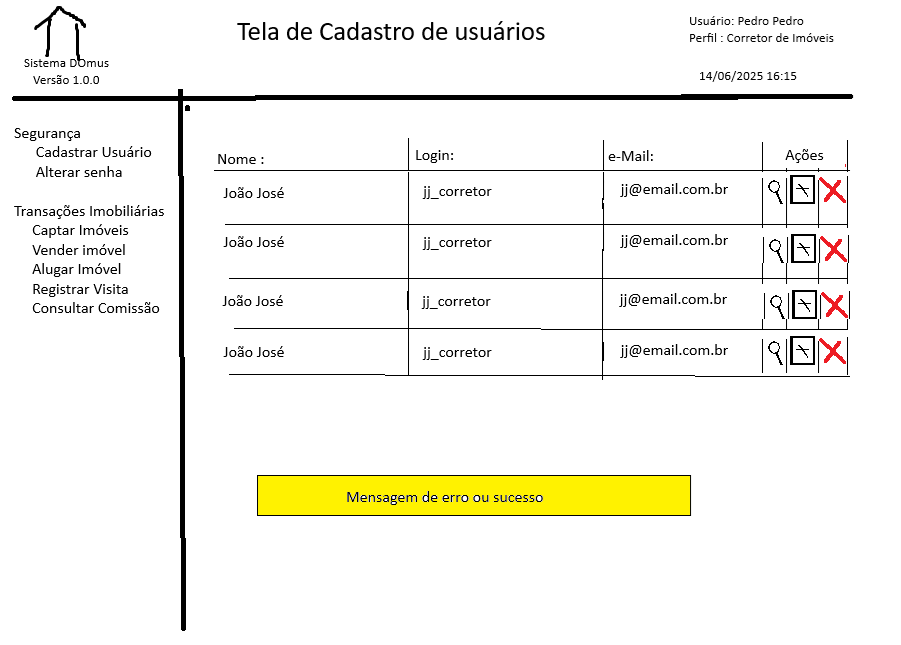 Tela de Cadastro de usuários
Usuário: Pedro Pedro
Perfil : Corretor de Imóveis
14/06/2025 16:15
Sistema DOmus
Versão 1.0.0
Segurança
Cadastrar Usuário
Alterar senha
Transações Imobiliárias
Captar Imóveis
Vender imóvel
Alugar Imóvel
Registrar Visita
Consultar Comissão
Nome : Login: e-Mail: Ações
João José jj_corretor jj@email.com.br
João José jj_corretor jj@email.com.br
João José jj_corretor jj@email.com.br
João José jj_corretor jj@email.com.br
Mensagem de erro ou sucesso